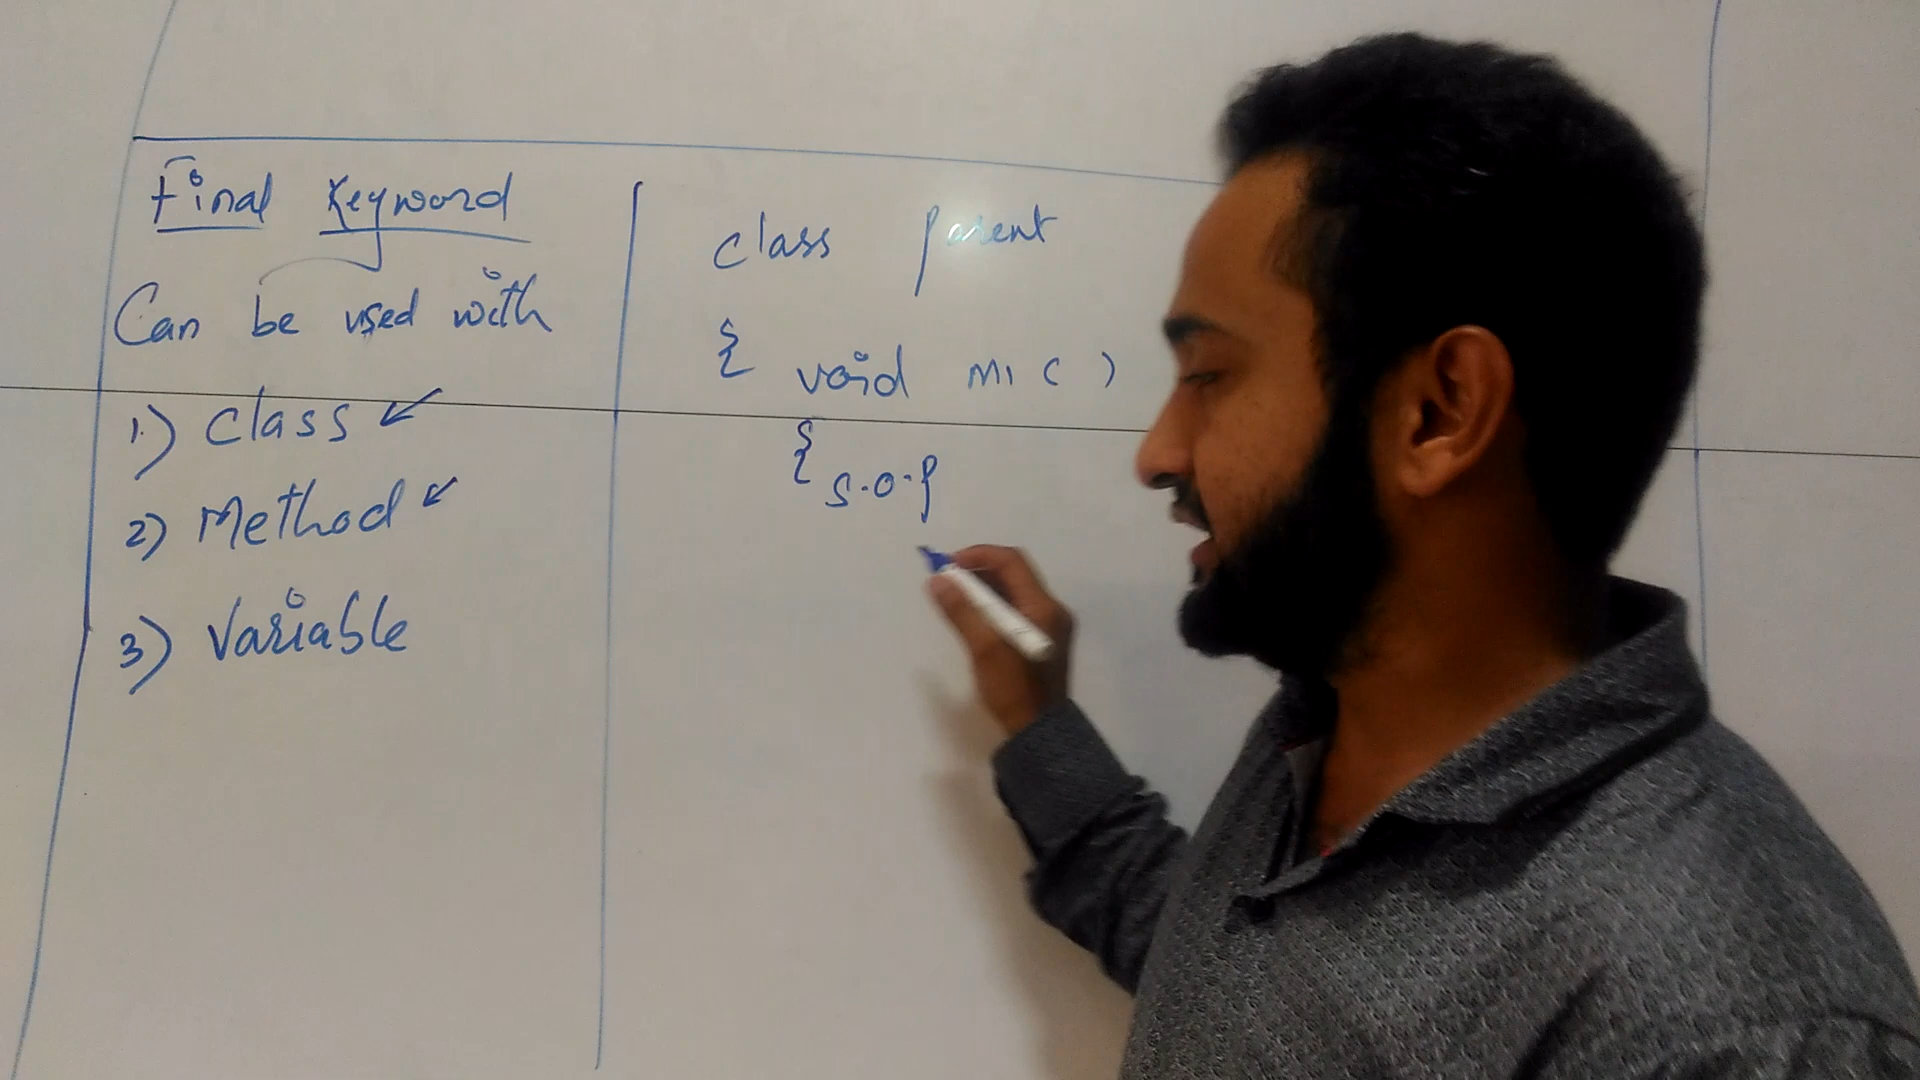 Final Keyword
Can be used with
1.) Class
2) Method
3) Variable
class parent
{ void m1 ( )
{ S.O.P